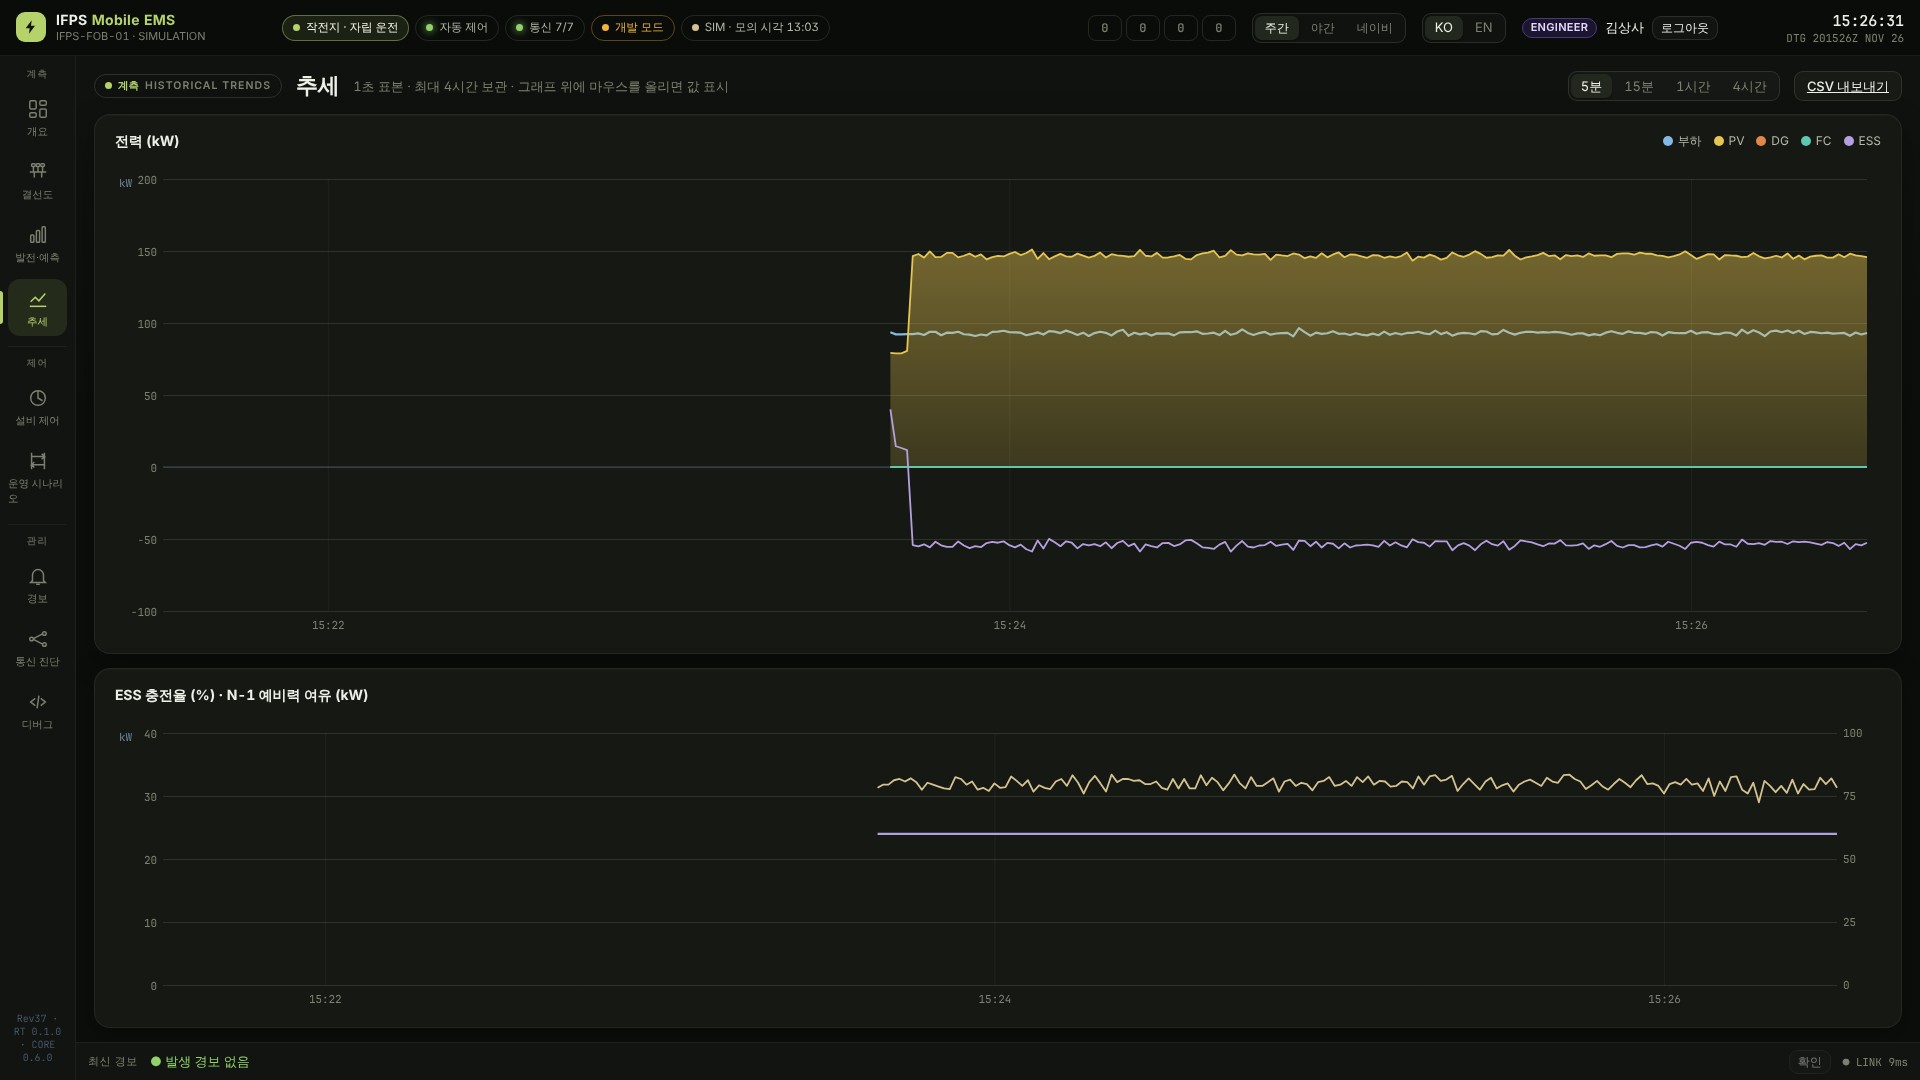 IFPS Mobile EMS
IFPS-FOB-01 · SIMULATION
작전지 · 자립 운전
자동 제어
통신 7/7
개발 모드
SIM · 모의 시각 13:03
0 0 0 0
주간 야간 네이비
KO EN
ENGINEER 김상사 로그아웃
15:26:31
DTG 201526Z NOV 26
계측
개요
결선도
발전·예측
추세
제어
설비 제어
운영 시나리
오
관리
경보
통신 진단
디버그
Rev37 ·
RT 0.1.0
· CORE
0.6.0
계측 HISTORICAL TRENDS
추세
1초 표본 · 최대 4시간 보관 · 그래프 위에 마우스를 올리면 값 표시
5분 15분 1시간 4시간
CSV 내보내기
전력 (kW)
부하 PV DG FC ESS
kW 200
150
100
50
0
-50
-100
15:22 15:24 15:26
ESS 충전율 (%) · N-1 예비력 여유 (kW)
kW 40 100
30 75
20 50
10 25
0 0
15:22 15:24 15:26
최신 경보 발생 경보 없음
확인 LINK 9ms